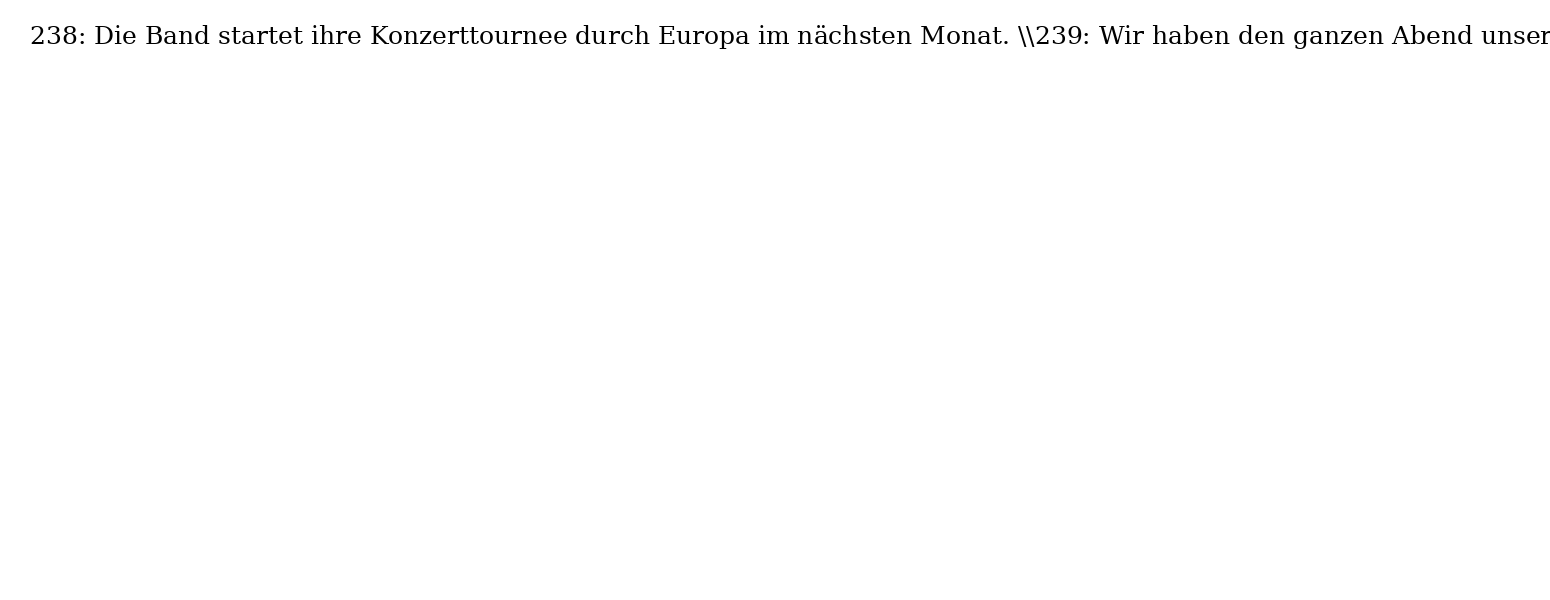 238: Die Band startet ihre Konzerttournee durch Europa im nächsten Monat. \\239: Wir haben den ganzen Abend unser